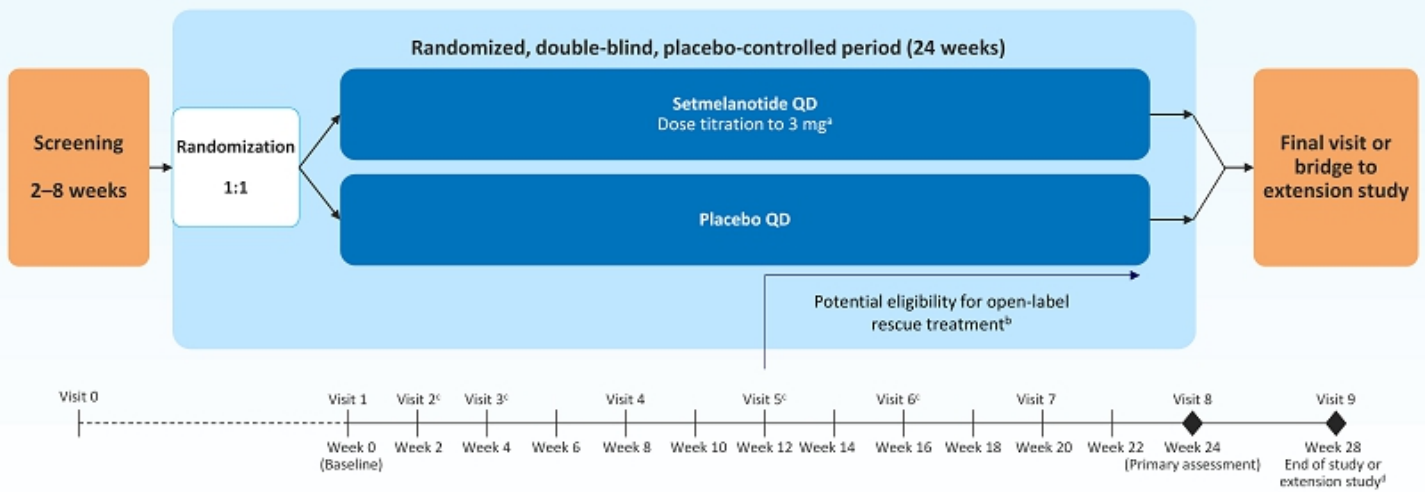 Randomized, double-blind, placebo-controlled period (24 weeks)
Screening
2–8 weeks
Randomization
1:1
Setmelanotide QD
Dose titration to 3 mgᵃ
Placebo QD
Final visit or
bridge to
extension study
Potential eligibility for open-label
rescue treatmentᵇ
Visit 0
Visit 1
Visit 2ᶜ
Visit 3ᶜ
Visit 4
Visit 5ᶜ
Visit 6ᶜ
Visit 7
Visit 8
Visit 9
Week 0
(Baseline)
Week 2
Week 4
Week 6
Week 8
Week 10
Week 12
Week 14
Week 16
Week 18
Week 20
Week 22
Week 24
(Primary assessment)
Week 28
End of study or
extension studyᵈ